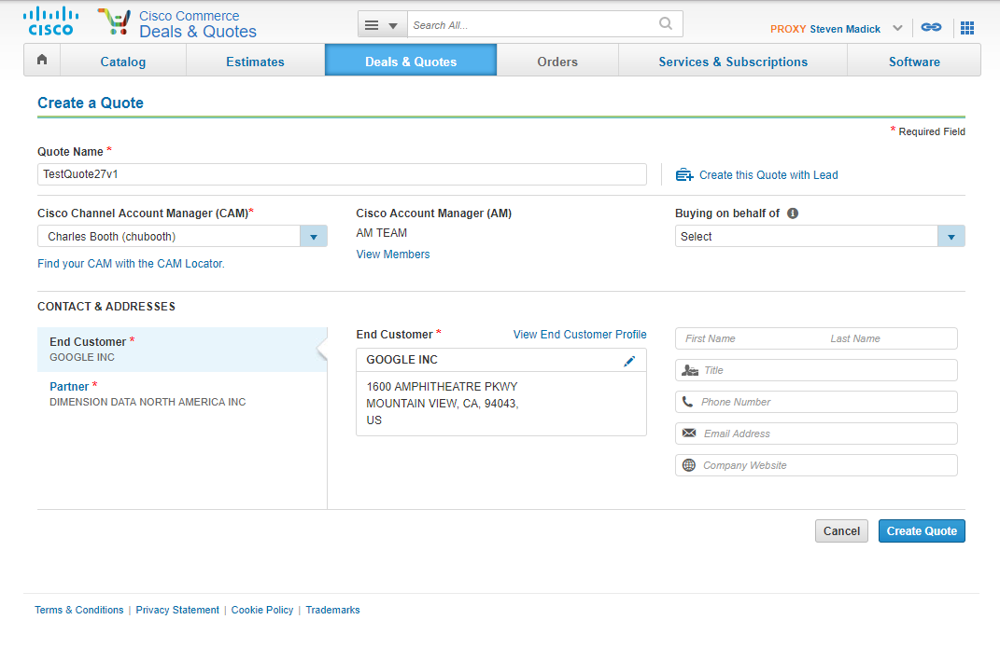 CISCO
Cisco Commerce
Deals & Quotes
Search All...
PROXY Steven Madick
Catalog
Estimates
Deals & Quotes
Orders
Services & Subscriptions
Software
Create a Quote
* Required Field
Quote Name *
TestQuote27v1
Create this Quote with Lead
Cisco Channel Account Manager (CAM)*
Charles Booth (chubooth)
Find your CAM with the CAM Locator.
Cisco Account Manager (AM)
AM TEAM
View Members
Buying on behalf of
Select
CONTACT & ADDRESSES
End Customer *
GOOGLE INC
Partner *
DIMENSION DATA NORTH AMERICA INC
End Customer *
View End Customer Profile
GOOGLE INC
1600 AMPHITHEATRE PKWY
MOUNTAIN VIEW, CA, 94043,
US
First Name
Last Name
Title
Phone Number
Email Address
Company Website
Cancel
Create Quote
Terms & Conditions | Privacy Statement | Cookie Policy | Trademarks